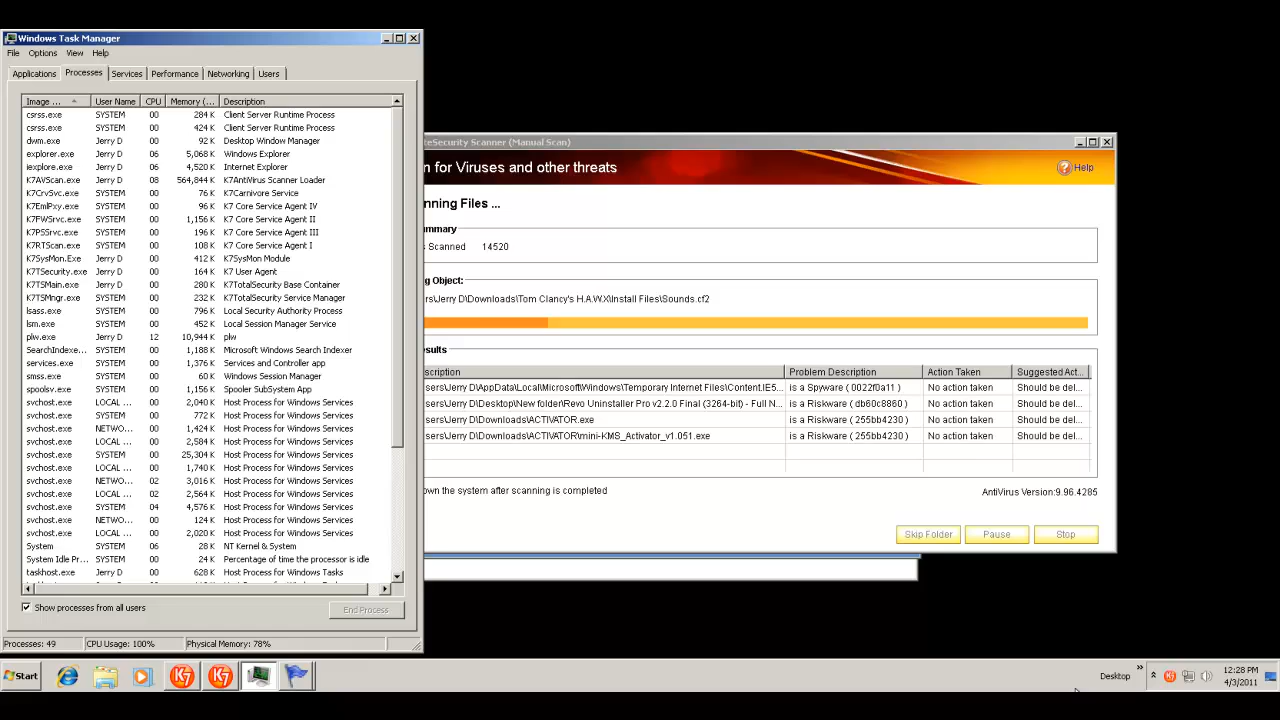 Windows Task Manager
File Options View Help
Applications Processes Services Performance Networking Users
Image ... User Name CPU Memory (... Description
csrss.exe SYSTEM 00 284 K Client Server Runtime Process
csrss.exe SYSTEM 00 424 K Client Server Runtime Process
dwm.exe Jerry D 00 92 K Desktop Window Manager
explorer.exe Jerry D 06 5,068 K Windows Explorer
iexplore.exe Jerry D 06 4,520 K Internet Explorer
K7AVScan.exe Jerry D 08 564,844 K K7AntiVirus Scanner Loader
K7CrvSvc.exe SYSTEM 00 76 K K7Carnivore Service
K7EmlPxy.exe SYSTEM 00 96 K K7 Core Service Agent IV
K7FWSrvc.exe SYSTEM 00 1,156 K K7 Core Service Agent II
K7PSSrvc.exe SYSTEM 00 196 K K7 Core Service Agent III
K7RTScan.exe SYSTEM 00 108 K K7 Core Service Agent I
K7SysMon.Exe SYSTEM 00 412 K K7SysMon Module
K7TSecurity.exe Jerry D 00 164 K K7 User Agent
K7TSMain.exe Jerry D 00 280 K K7TotalSecurity Base Container
K7TSMngr.exe SYSTEM 00 232 K K7TotalSecurity Service Manager
lsass.exe SYSTEM 00 796 K Local Security Authority Process
lsm.exe SYSTEM 00 452 K Local Session Manager Service
plw.exe Jerry D 12 10,944 K plw
SearchIndexe... SYSTEM 00 1,188 K Microsoft Windows Search Indexer
services.exe SYSTEM 00 1,376 K Services and Controller app
smss.exe SYSTEM 00 60 K Windows Session Manager
spoolsv.exe SYSTEM 00 1,156 K Spooler SubSystem App
svchost.exe LOCAL ... 00 2,040 K Host Process for Windows Services
svchost.exe SYSTEM 00 772 K Host Process for Windows Services
svchost.exe NETWO... 00 1,424 K Host Process for Windows Services
svchost.exe LOCAL ... 00 2,584 K Host Process for Windows Services
svchost.exe SYSTEM 00 25,304 K Host Process for Windows Services
svchost.exe LOCAL ... 00 1,740 K Host Process for Windows Services
svchost.exe NETWO... 02 3,016 K Host Process for Windows Services
svchost.exe LOCAL ... 02 2,564 K Host Process for Windows Services
svchost.exe SYSTEM 04 4,576 K Host Process for Windows Services
svchost.exe NETWO... 00 124 K Host Process for Windows Services
svchost.exe LOCAL ... 00 2,020 K Host Process for Windows Services
System SYSTEM 06 28 K NT Kernel & System
System Idle Pr... SYSTEM 00 24 K Percentage of time the processor is idle
taskhost.exe Jerry D 00 628 K Host Process for Windows Tasks
Show processes from all users End Process
Processes: 49 CPU Usage: 100% Physical Memory: 78%
teSecurity Scanner (Manual Scan)
n for Viruses and other threats Help
nning Files ...
mmary
s Scanned 14520
g Object:
rs\Jerry D\Downloads\Tom Clancy's H.A.W.X\Install Files\Sounds.cf2
esults
scription Problem Description Action Taken Suggested Act...
sers\Jerry D\AppData\Local\Microsoft\Windows\Temporary Internet Files\Content.IE5... is a Spyware ( 0022f0a11 ) No action taken Should be del...
sers\Jerry D\Desktop\New folder\Revo Uninstaller Pro v2.2.0 Final (3264-bit) - Full N... is a Riskware ( db60c8860 ) No action taken Should be del...
sers\Jerry D\Downloads\ACTIVATOR.exe is a Riskware ( 255bb4230 ) No action taken Should be del...
sers\Jerry D\Downloads\ACTIVATOR\mini-KMS_Activator_v1.051.exe is a Riskware ( 255bb4230 ) No action taken Should be del...
own the system after scanning is completed AntiVirus Version:9.96.4285
Skip Folder Pause Stop
Start K7 K7 Desktop » K7 12:28 PM
4/3/2011